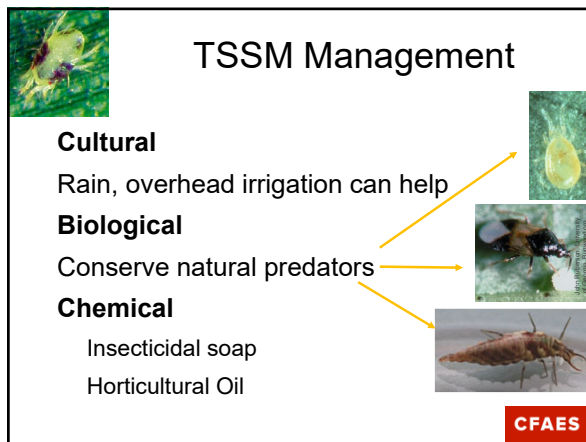 TSSM Management
Cultural
Rain, overhead irrigation can help
Biological
Conserve natural predators
Chemical
Insecticidal soap
Horticultural Oil
CFAES